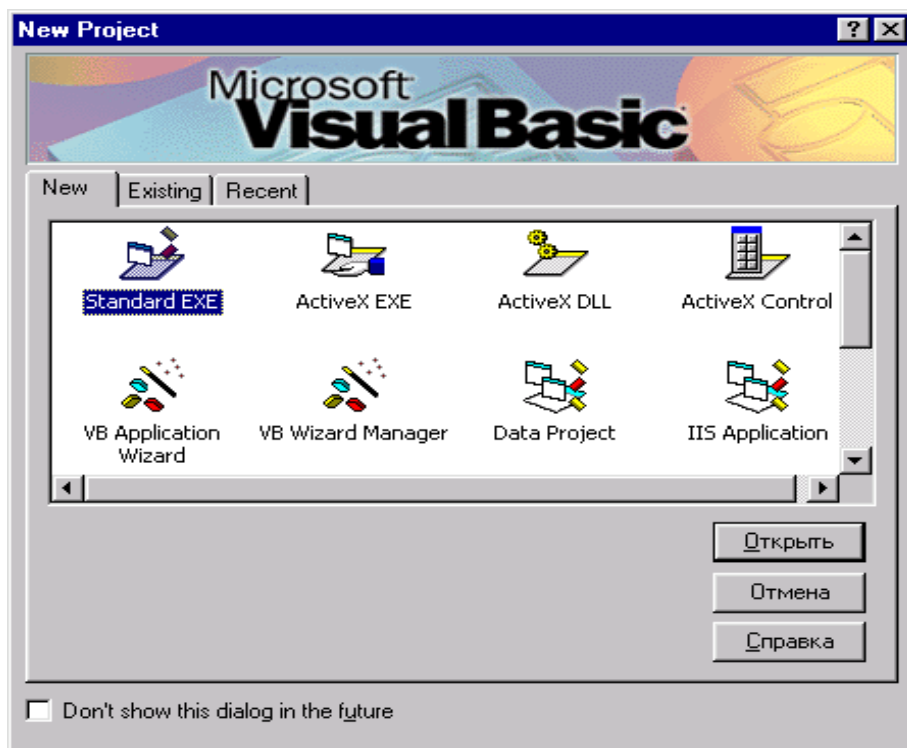 New Project
Microsoft
Visual Basic
New Existing Recent
Standard EXE ActiveX EXE ActiveX DLL ActiveX Control
VB Application Wizard VB Wizard Manager Data Project IIS Application
Открыть
Отмена
Справка
Don't show this dialog in the future